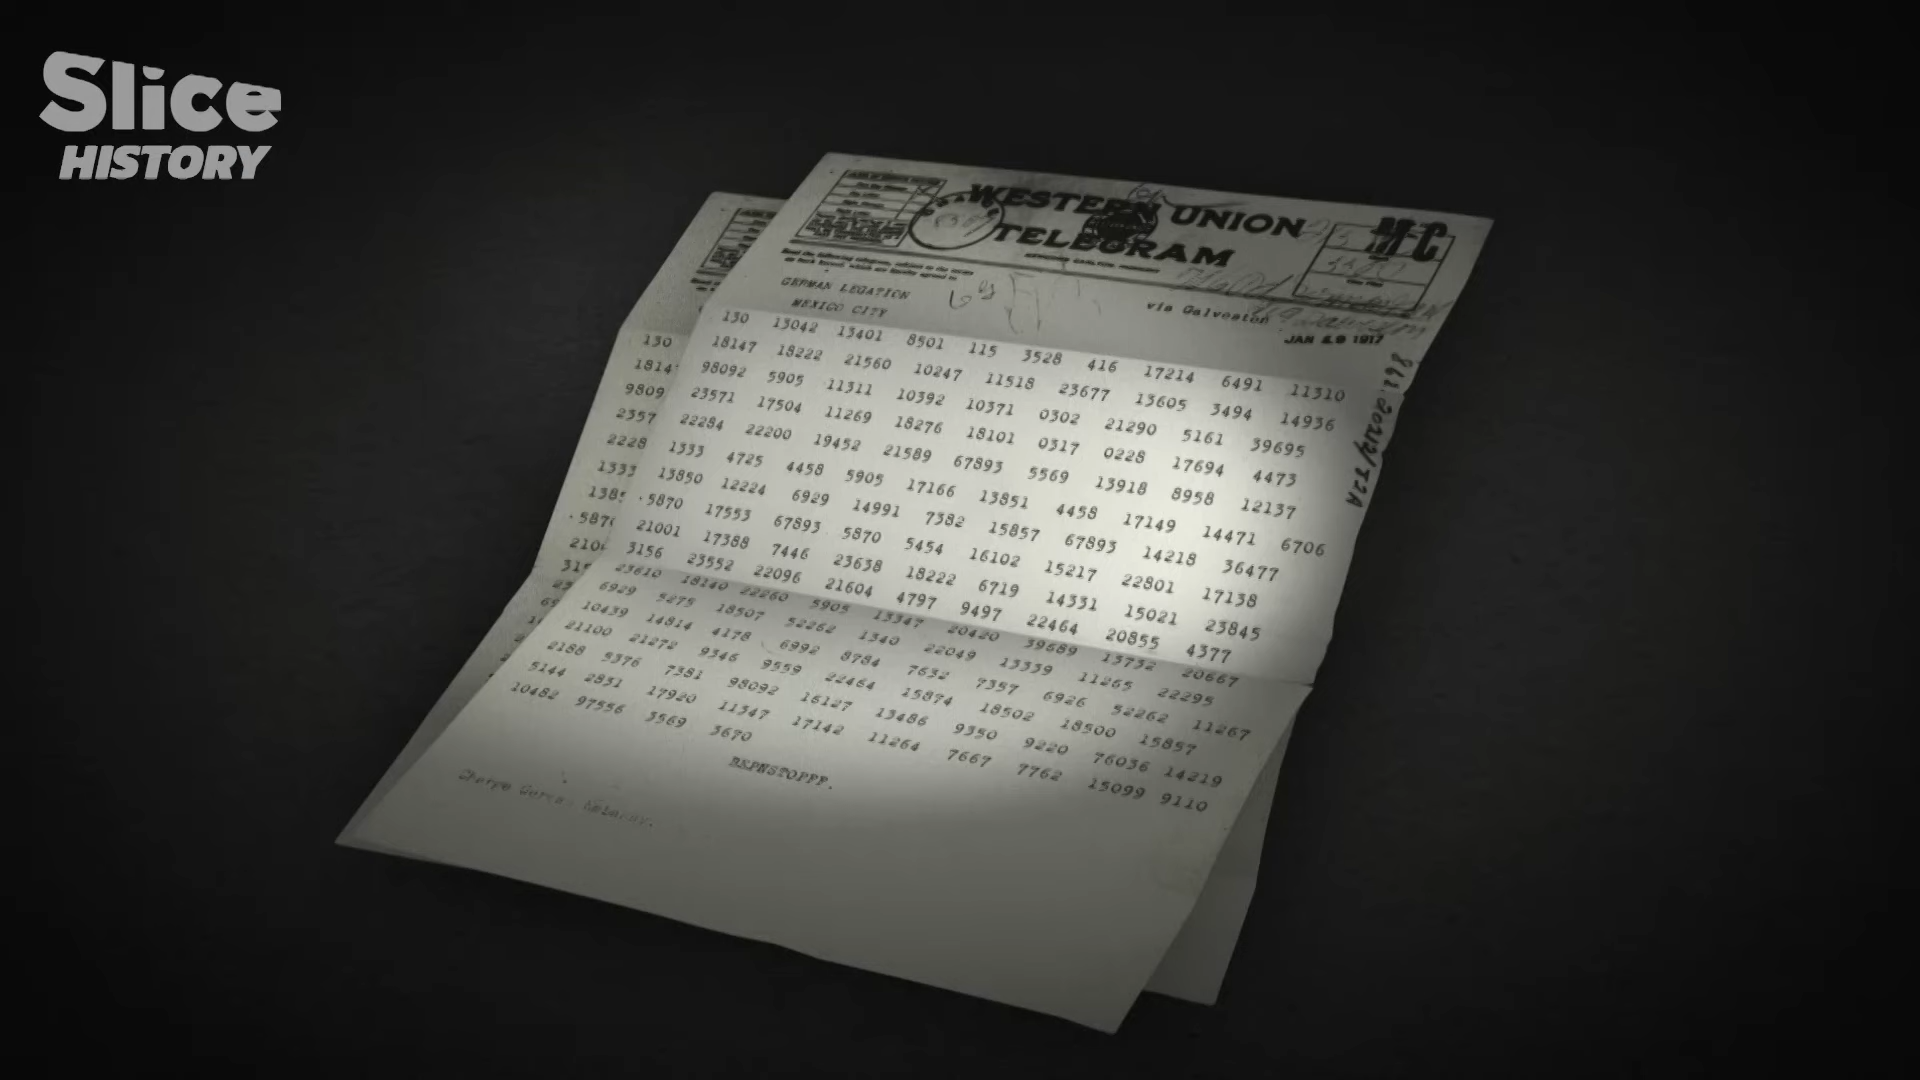 Slice
HISTORY
WESTERN UNION
TELEGRAM
GERMAN LEGATION
MEXICO CITY
via Galveston
JAN 19 1917
130 13042 13401 8501 115 3528 416 17214 6491 11310
18147 18222 21560 10247 11518 23677 13605 3494 14936
98092 5905 11311 10392 10371 0302 21290 5161 39695
23571 17504 11269 18276 18101 0317 0228 17694 4473
22284 22200 19452 21589 67893 5569 13918 8958 12137
1333 4725 4458 5905 17166 13851 4458 17149 14471 6706
13850 12224 6929 14991 7382 15857 67893 14218 36477
5870 17553 67893 5870 5454 16102 15217 22801 17138
21001 17388 7446 23638 18222 6719 14331 15021 23845
3156 23552 22096 21604 4797 9497 22464 20855 4377
23610 18140 22260 5905 13347 20420 39689 13732 20667
6929 5275 18507 52262 1340 22049 13339 11265 22295
10439 14814 4178 6992 8784 7632 7357 6926 52262 11267
21100 21272 9346 9559 22464 15874 18502 18500 15857
2188 5376 7381 98092 16127 13486 9350 9220 76036 14219
5144 2831 17920 11347 17142 11264 7667 7762 15099 9110
10482 97556 3569 3670
BEPNSTOPFF.
Charge German Embassy.